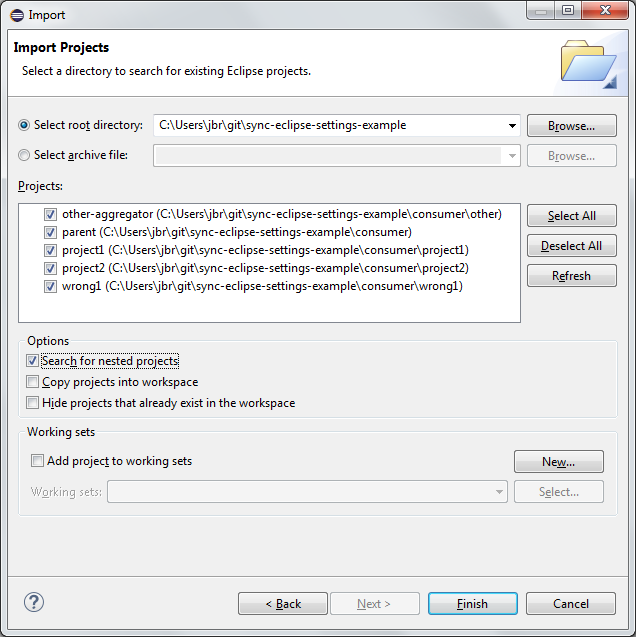 Import
Import Projects
Select a directory to search for existing Eclipse projects.
Select root directory: C:\Users\jbr\git\sync-eclipse-settings-example Browse...
Select archive file: Browse...
Projects:
other-aggregator (C:\Users\jbr\git\sync-eclipse-settings-example\consumer\other)
parent (C:\Users\jbr\git\sync-eclipse-settings-example\consumer)
project1 (C:\Users\jbr\git\sync-eclipse-settings-example\consumer\project1)
project2 (C:\Users\jbr\git\sync-eclipse-settings-example\consumer\project2)
wrong1 (C:\Users\jbr\git\sync-eclipse-settings-example\consumer\wrong1)
Select All
Deselect All
Refresh
Options
Search for nested projects
Copy projects into workspace
Hide projects that already exist in the workspace
Working sets
Add project to working sets New...
Working sets: Select...
? < Back Next > Finish Cancel